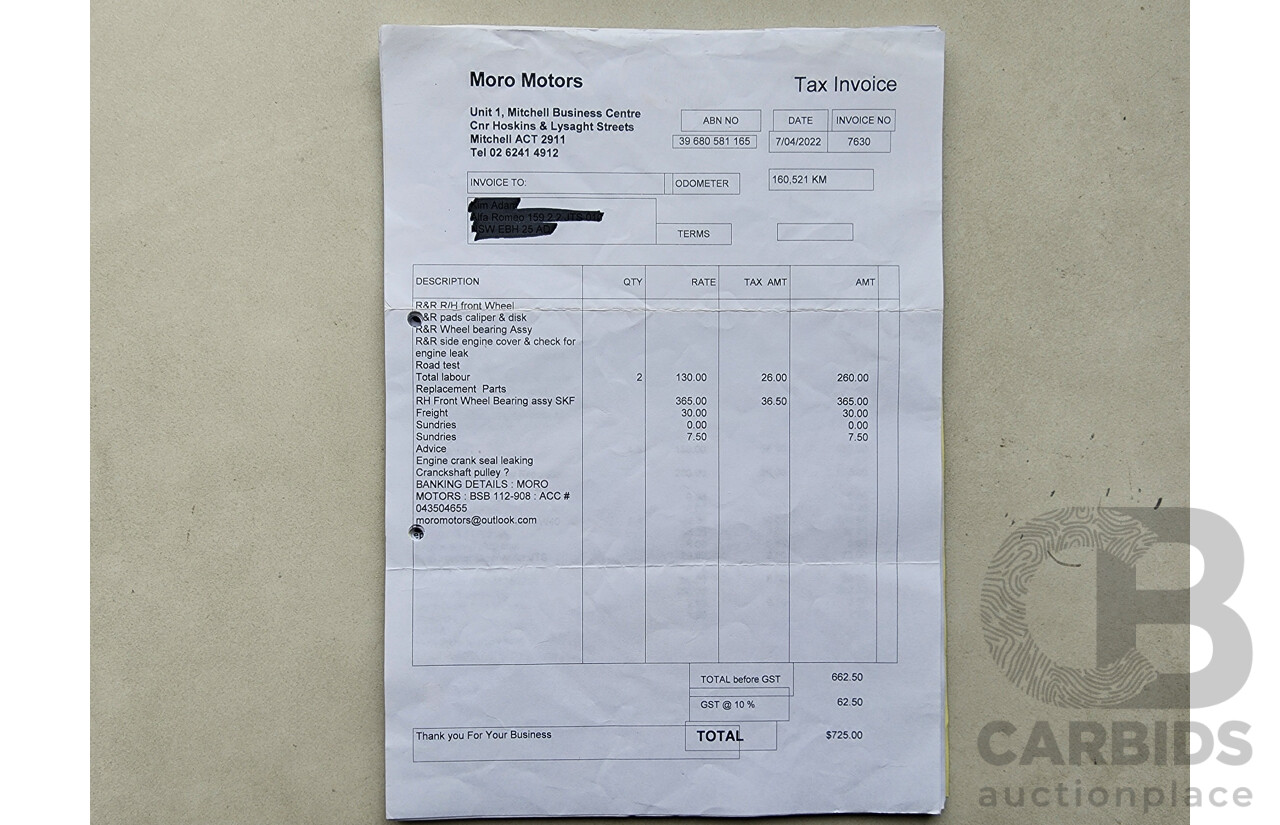 Moro Motors
Tax Invoice
Unit 1, Mitchell Business Centre
Cnr Hoskins & Lysaght Streets
Mitchell ACT 2911
Tel 02 6241 4912
ABN NO DATE INVOICE NO
39 680 581 165 7/04/2022 7630
INVOICE TO: ODOMETER 160,521 KM
TERMS
DESCRIPTION QTY RATE TAX AMT AMT
R&R R/H front Wheel
&R pads caliper & disk
R&R Wheel bearing Assy
R&R side engine cover & check for
engine leak
Road test
Total labour 2 130.00 26.00 260.00
Replacement Parts
RH Front Wheel Bearing assy SKF 365.00 36.50 365.00
Freight 30.00 30.00
Sundries 0.00 0.00
Sundries 7.50 7.50
Advice
Engine crank seal leaking
Cranckshaft pulley ?
BANKING DETAILS : MORO
MOTORS : BSB 112-908 : ACC #
043504655
moromotors@outlook.com
TOTAL before GST 662.50
GST @ 10 % 62.50
Thank you For Your Business TOTAL $725.00
CB
CARBIDS
auctionplace